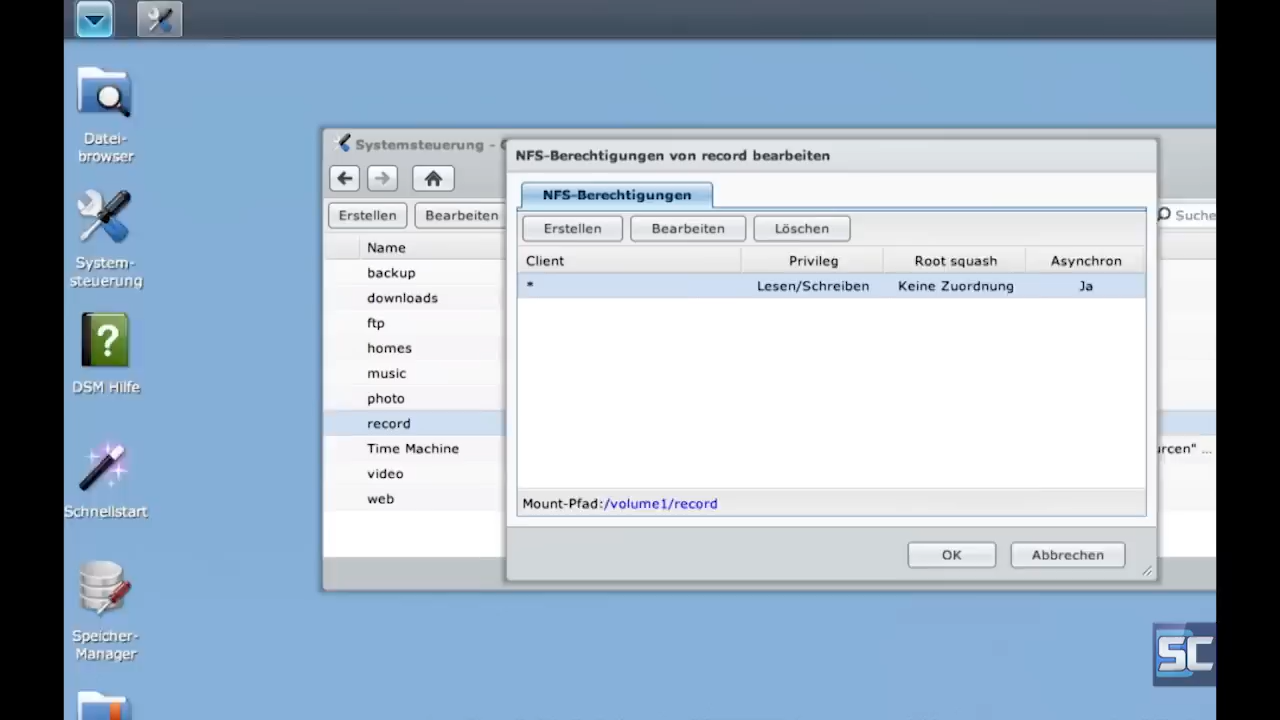 Datei-
browser
System-
steuerung
DSM Hilfe
Schnellstart
Speicher-
Manager
Systemsteuerung -
Erstellen
Bearbeiten
Suche
Name
backup
downloads
ftp
homes
music
photo
record
Time Machine
video
web
NFS-Berechtigungen von record bearbeiten
NFS-Berechtigungen
Erstellen Bearbeiten Löschen
Client Privileg Root squash Asynchron
* Lesen/Schreiben Keine Zuordnung Ja
Mount-Pfad:/volume1/record
OK Abbrechen
urcen" ...
SC